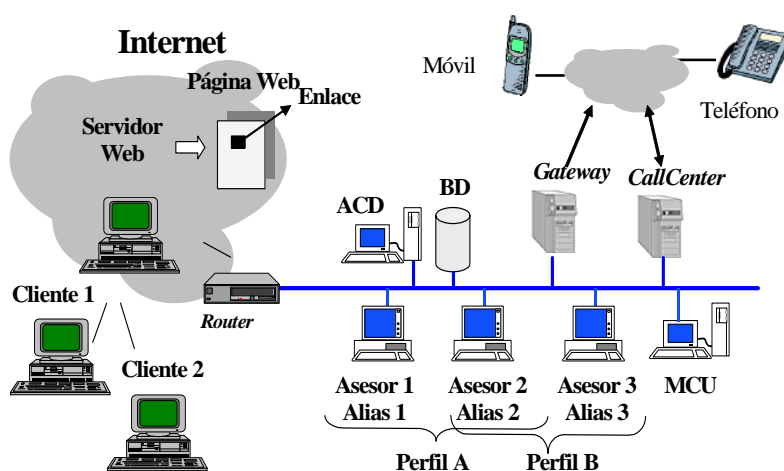 Internet
Página Web
Enlace
Servidor
Web
Móvil
Teléfono
Gateway
CallCenter
ACD
BD
Router
Cliente 1
Cliente 2
Asesor 1
Alias 1
Asesor 2
Alias 2
Asesor 3
Alias 3
MCU
Perfil A
Perfil B